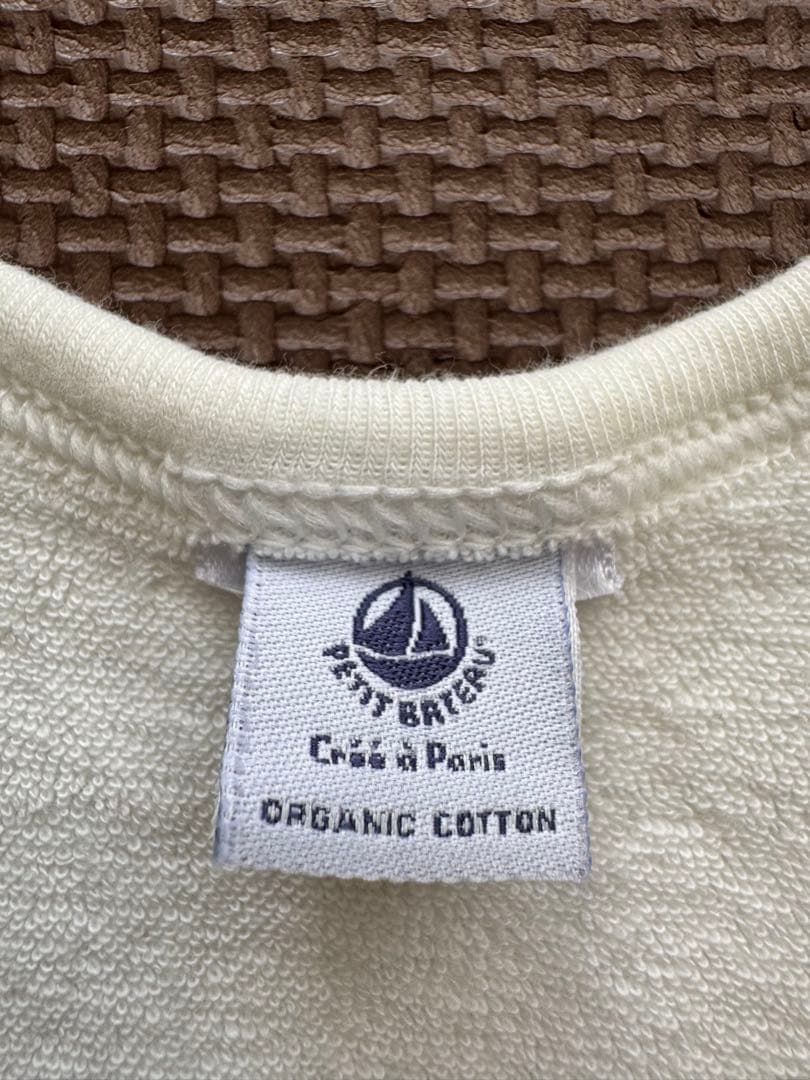 PETIT BATEAU®
Créé à Paris
ORGANIC COTTON